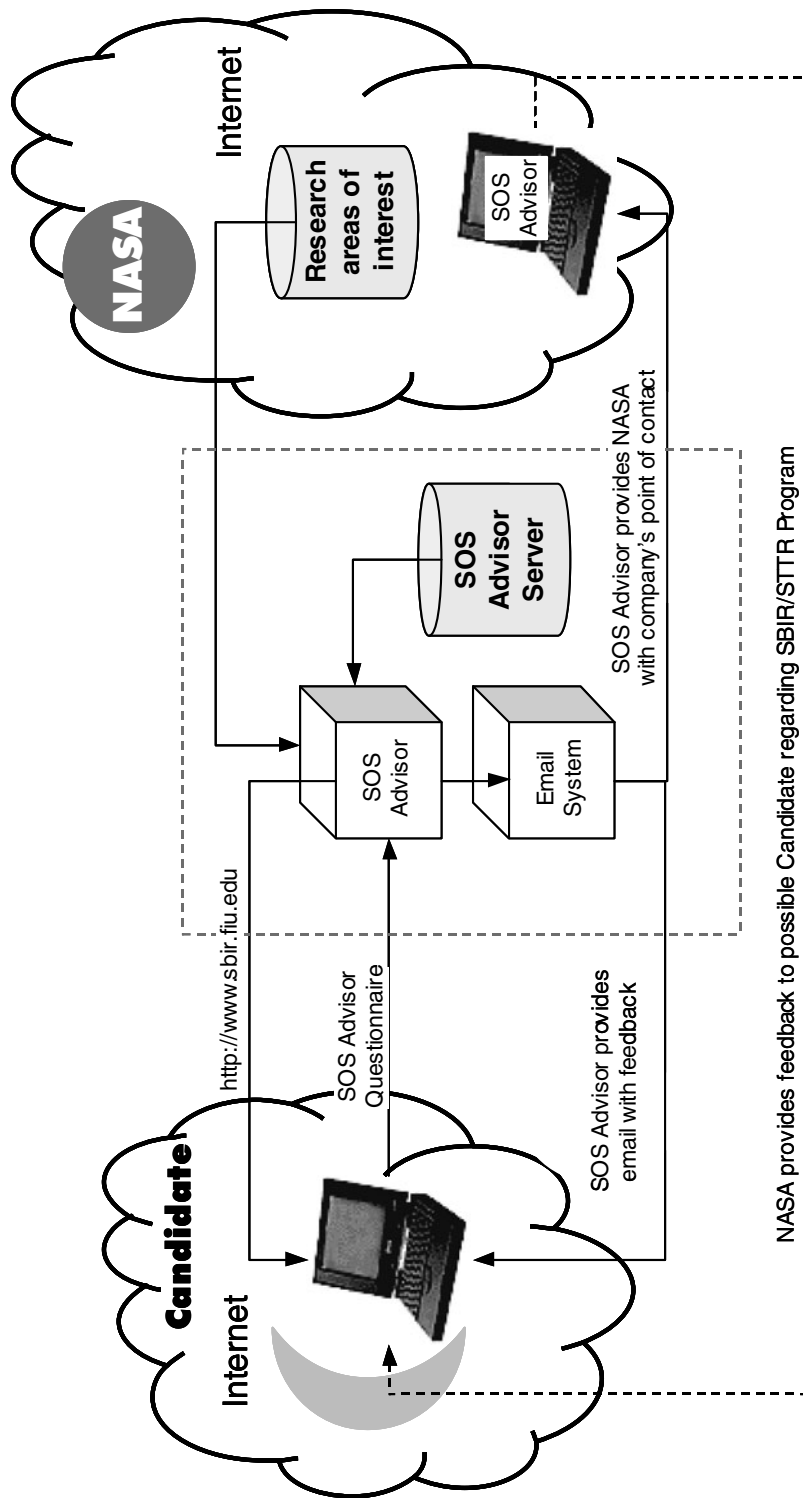 Candidate
Internet
http://www.sbir.fiu.edu
SOS Advisor
Questionnaire
SOS Advisor provides
email with feedback
SOS
Advisor
Email
System
SOS
Advisor
Server
SOS Advisor provides NASA
with company's point of contact
NASA
Internet
Research
areas of
interest
SOS
Advisor
NASA provides feedback to possible Candidate regarding SBIR/STTR Program